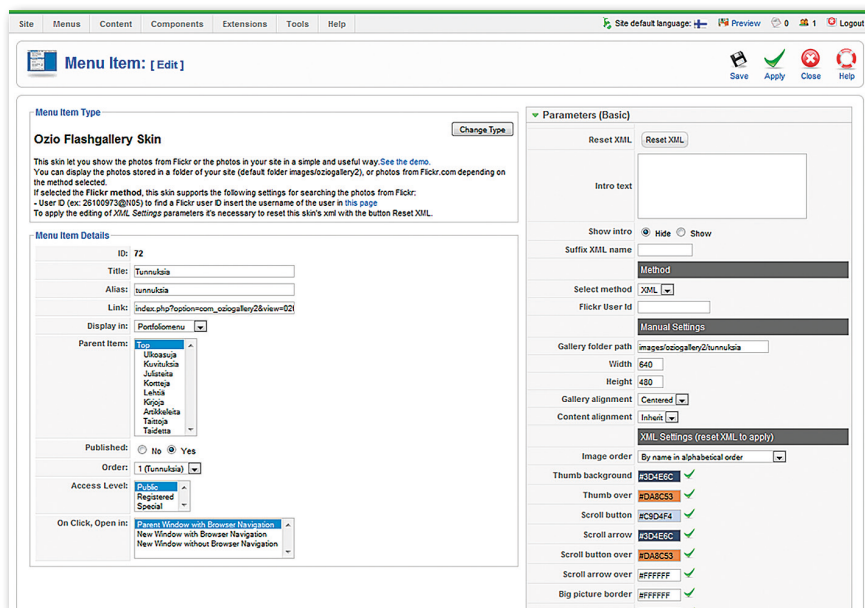 Site Menus Content Components Extensions Tools Help Site default language: Preview 0 1 Logout
Menu Item: [ Edit ]
Save Apply Close Help
Menu Item Type
Ozio Flashgallery Skin
Change Type
This skin let you show the photos from Flickr or the photos in your site in a simple and useful way.See the demo.
You can display the photos stored in a folder of your site (default folder images/oziogallery2), or photos from Flickr.com depending on
the method selected.
If selected the Flickr method, this skin supports the following settings for searching the photos from Flickr:
- User ID (ex: 26100973@N05) to find a Flickr user ID insert the username of the user in this page
To apply the editing of XML Settings parameters it's necessary to reset this skin's xml with the button Reset XML.
Menu Item Details
ID: 72
Title: Tunnuksia
Alias: tunnuksia
Link: index.php?option=com_oziogallery2&view=02
Display in: Portfoliomenu
Parent Item: Top
Ulkoasuja
Kuvituksia
Julisteita
Kortteja
Lehtiä
Kirjoja
Artikkeleita
Taittoja
Taidetta
Published: No Yes
Order: 1 (Tunnuksia)
Access Level: Public
Registered
Special
On Click, Open in: Parent Window with Browser Navigation
New Window with Browser Navigation
New Window without Browser Navigation
Parameters (Basic)
Reset XML Reset XML
Intro text
Show intro Hide Show
Suffix XML name
Method
Select method XML
Flickr User Id
Manual Settings
Gallery folder path images/oziogallery2/tunnuksia
Width 640
Height 480
Gallery alignment Centered
Content alignment Inherit
XML Settings (reset XML to apply)
Image order By name in alphabetical order
Thumb background #3D4E6C
Thumb over #DA8C53
Scroll button #C9D4F4
Scroll arrow #3D4E6C
Scroll button over #DA8C53
Scroll arrow over #FFFFFF
Big picture border #FFFFFF